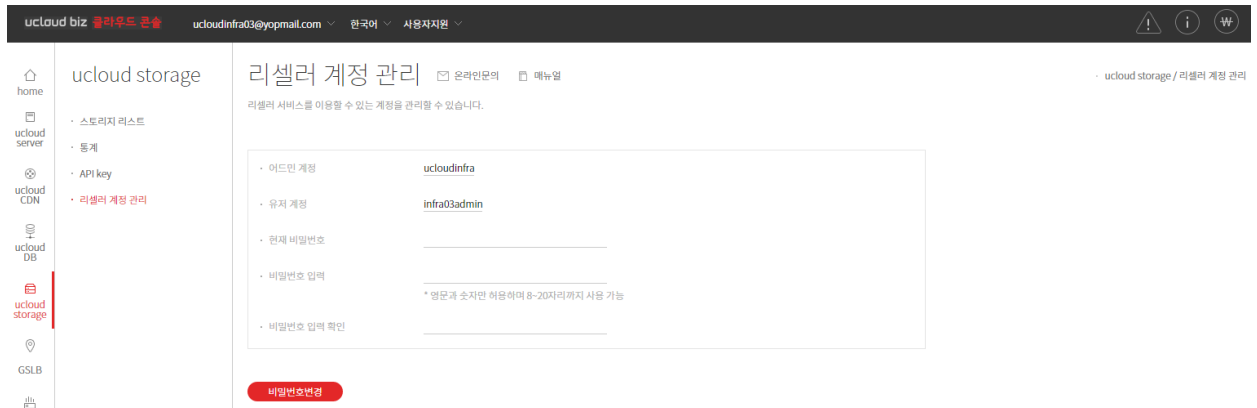 ucloud biz 클라우드 콘솔 ucloudinfra03@yopmail.com 한국어 사용자지원
home
ucloud
server
ucloud
CDN
ucloud
DB
ucloud
storage
GSLB
ucloud storage
· 스토리지 리스트
· 통계
· API key
· 리셀러 계정 관리
리셀러 계정 관리 온라인문의 매뉴얼
· ucloud storage / 리셀러 계정 관리
리셀러 서비스를 이용할 수 있는 계정을 관리할 수 있습니다.
· 어드민 계정 ucloudinfra
· 유저 계정 infra03admin
· 현재 비밀번호
· 비밀번호 입력
* 영문과 숫자만 허용하며 8~20자리까지 사용 가능
· 비밀번호 입력 확인
비밀번호변경